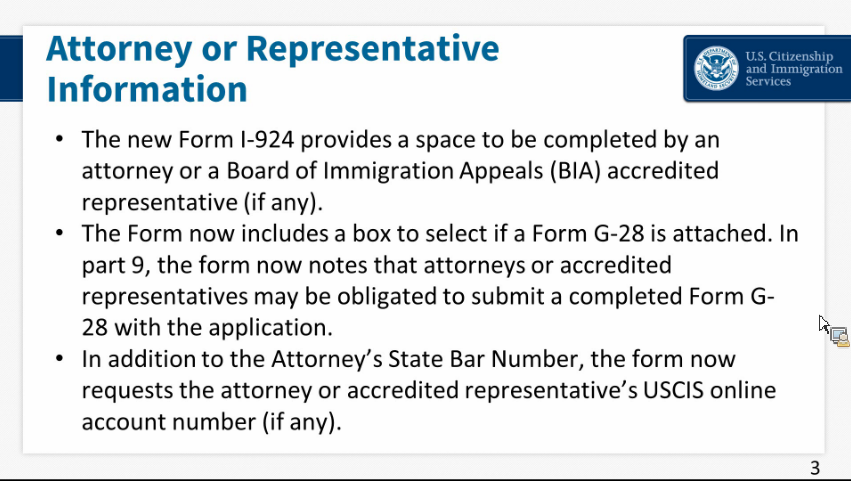 Attorney or Representative
Information
U.S. Citizenship
and Immigration
Services
• The new Form I-924 provides a space to be completed by an
attorney or a Board of Immigration Appeals (BIA) accredited
representative (if any).
• The Form now includes a box to select if a Form G-28 is attached. In
part 9, the form now notes that attorneys or accredited
representatives may be obligated to submit a completed Form G-
28 with the application.
• In addition to the Attorney’s State Bar Number, the form now
requests the attorney or accredited representative’s USCIS online
account number (if any).
3